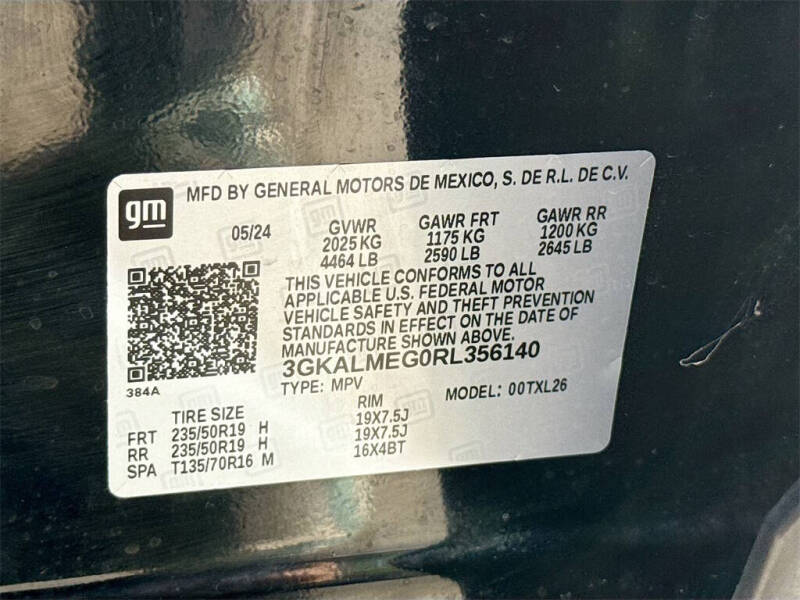 gm
MFD BY GENERAL MOTORS DE MEXICO, S. DE R.L. DE C.V.
05/24 GVWR GAWR FRT GAWR RR
2025 KG 1175 KG 1200 KG
4464 LB 2590 LB 2645 LB
THIS VEHICLE CONFORMS TO ALL
APPLICABLE U.S. FEDERAL MOTOR
VEHICLE SAFETY AND THEFT PREVENTION
STANDARDS IN EFFECT ON THE DATE OF
MANUFACTURE SHOWN ABOVE.
3GKALMEG0RL356140
384A
TYPE: MPV MODEL: 00TXL26
TIRE SIZE RIM
FRT 235/50R19 H 19X7.5J
RR 235/50R19 H 19X7.5J
SPA T135/70R16 M 16X4BT